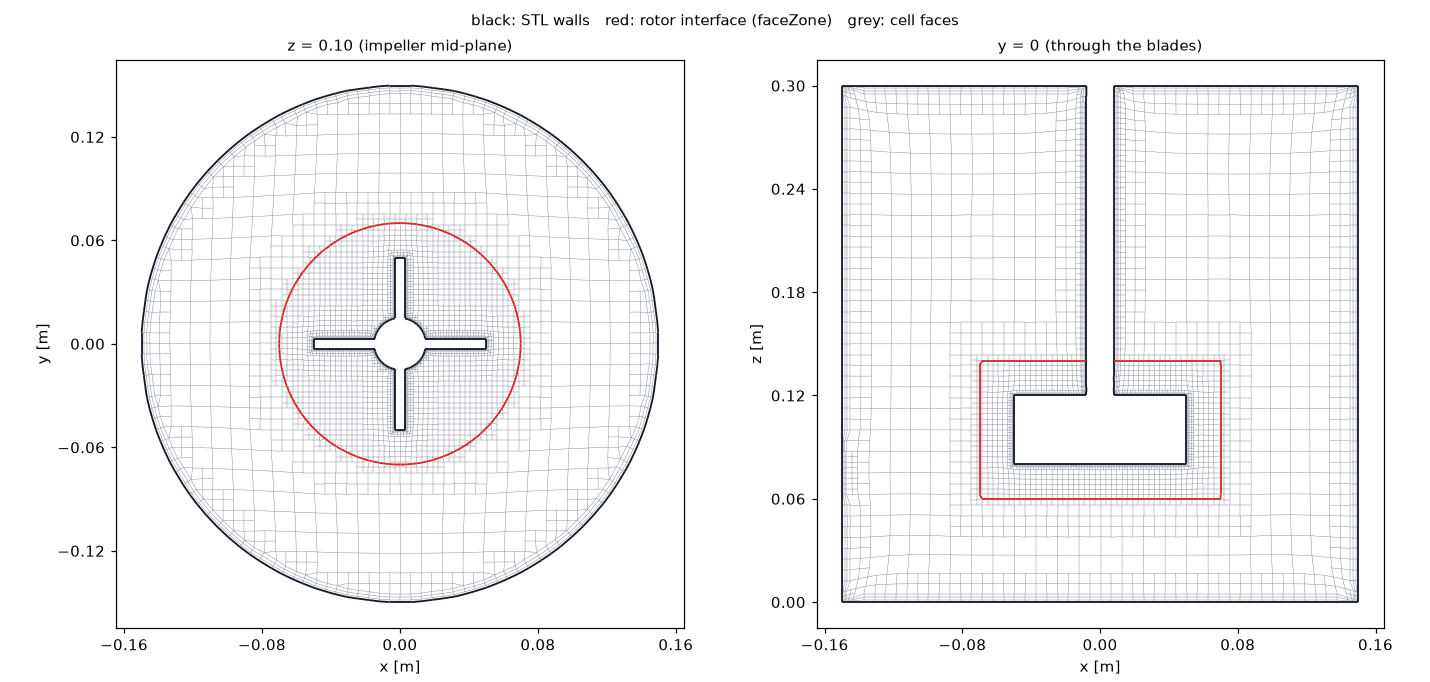 black: STL walls   red: rotor interface (faceZone)   grey: cell faces
z = 0.10 (impeller mid-plane)
y [m]
0.12
0.06
0.00
−0.06
−0.12
−0.16 −0.08 0.00 0.08 0.16
x [m]
y = 0 (through the blades)
z [m]
0.30
0.24
0.18
0.12
0.06
0.00
−0.16 −0.08 0.00 0.08 0.16
x [m]